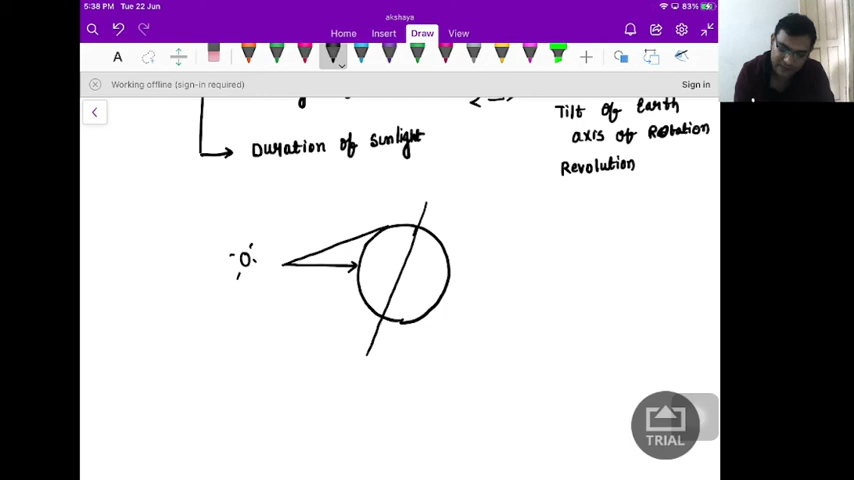 5:38 PM Tue 22 Jun
83%
akshaya
Home Insert Draw View
A
Working offline (sign-in required)
Sign in
Tilt of Earth
axis of Rotation
Duration of sunlight
Revolution
TRIAL